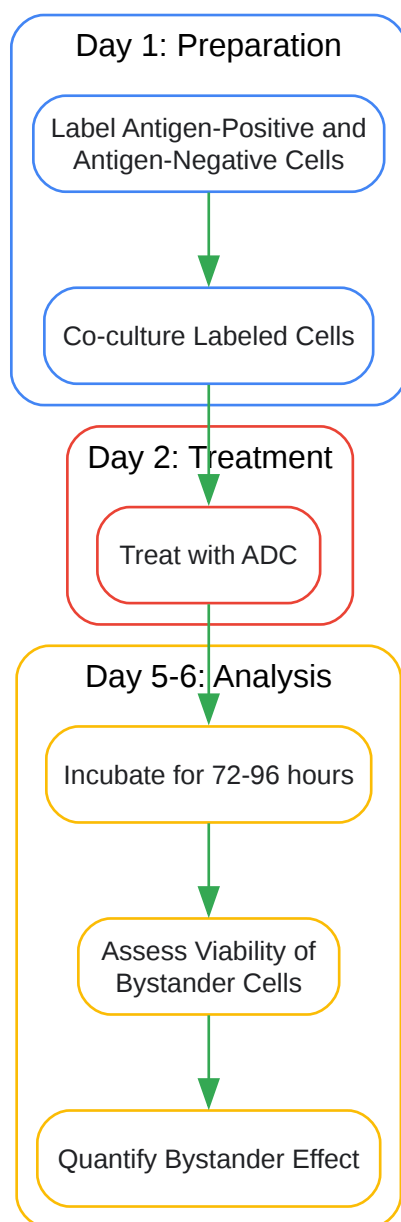 Day 1: Preparation
Label Antigen-Positive and
Antigen-Negative Cells
Co-culture Labeled Cells
Day 2: Treatment
Treat with ADC
Day 5-6: Analysis
Incubate for 72-96 hours
Assess Viability of
Bystander Cells
Quantify Bystander Effect